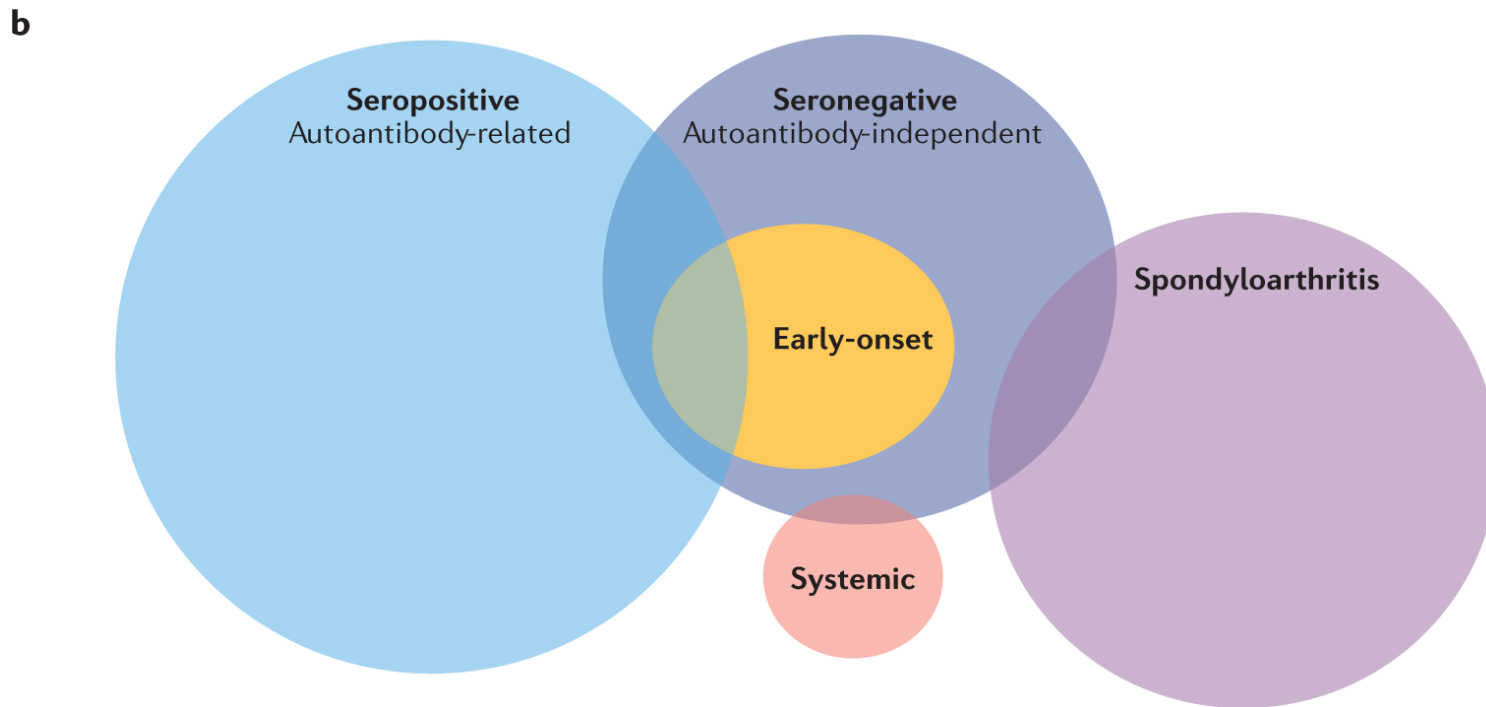 b
Seropositive
Autoantibody-related
Seronegative
Autoantibody-independent
Spondyloarthritis
Early-onset
Systemic